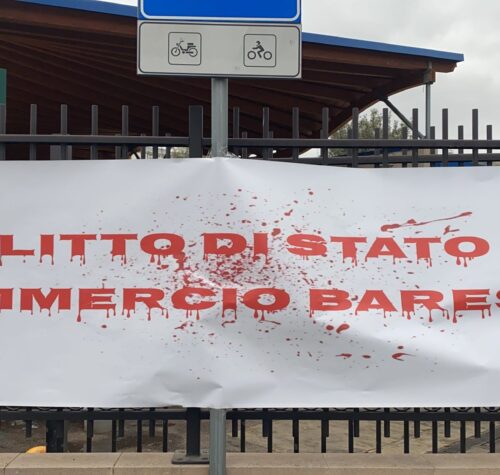 LITTO DI STATO
MMERCIO BARES